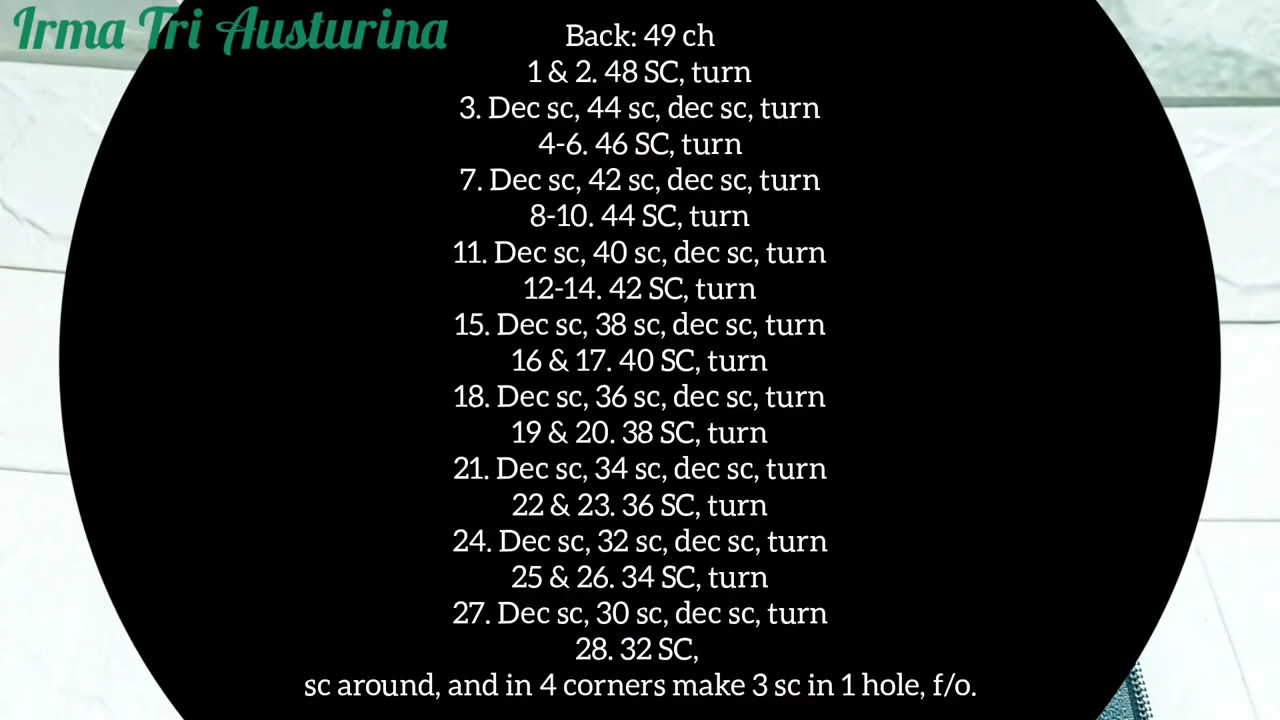 Irma Tri Austurina
Back: 49 ch
1 & 2. 48 SC, turn
3. Dec sc, 44 sc, dec sc, turn
4-6. 46 SC, turn
7. Dec sc, 42 sc, dec sc, turn
8-10. 44 SC, turn
11. Dec sc, 40 sc, dec sc, turn
12-14. 42 SC, turn
15. Dec sc, 38 sc, dec sc, turn
16 & 17. 40 SC, turn
18. Dec sc, 36 sc, dec sc, turn
19 & 20. 38 SC, turn
21. Dec sc, 34 sc, dec sc, turn
22 & 23. 36 SC, turn
24. Dec sc, 32 sc, dec sc, turn
25 & 26. 34 SC, turn
27. Dec sc, 30 sc, dec sc, turn
28. 32 SC,
sc around, and in 4 corners make 3 sc in 1 hole, f/o.